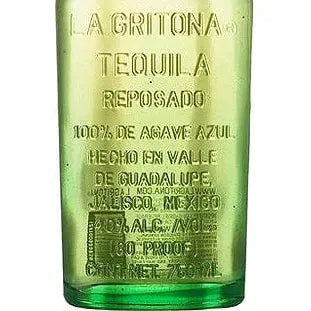 LA GRITONA®
TEQUILA
REPOSADO
100% DE AGAVE AZUL
HECHO EN VALLE
DE GUADALUPE,
JALISCO, MEXICO
40% ALC./VOL.
(80 PROOF)
CONT. NET. 750 ML